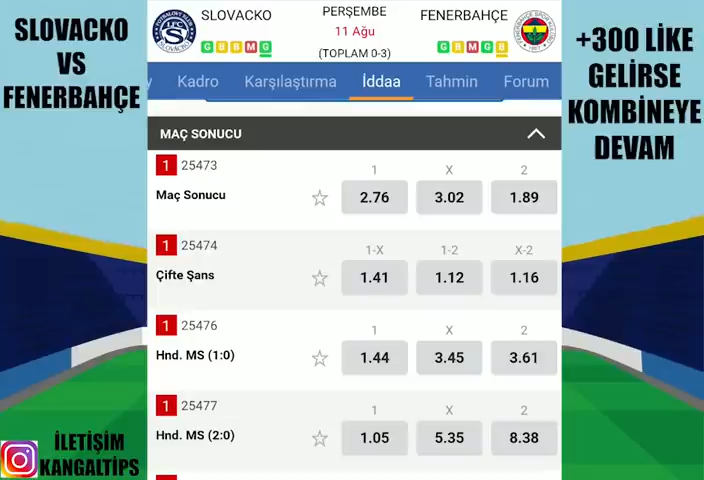 SLOVACKO
VS
FENERBAHÇE
SLOVACKO
G B B M G
PERŞEMBE
11 Ağu
(TOPLAM 0-3)
FENERBAHÇE
G B M G B
+300 LİKE
GELİRSE
KOMBİNEYE
DEVAM
y Kadro Karşılaştırma İddaa Tahmin Forum
MAÇ SONUCU
1 25473 1 X 2
Maç Sonucu 2.76 3.02 1.89
1 25474 1-X 1-2 X-2
Çifte Şans 1.41 1.12 1.16
1 25476 1 X 2
Hnd. MS (1:0) 1.44 3.45 3.61
1 25477 1 X 2
Hnd. MS (2:0) 1.05 5.35 8.38
İLETİŞİM
KANGALTIPS